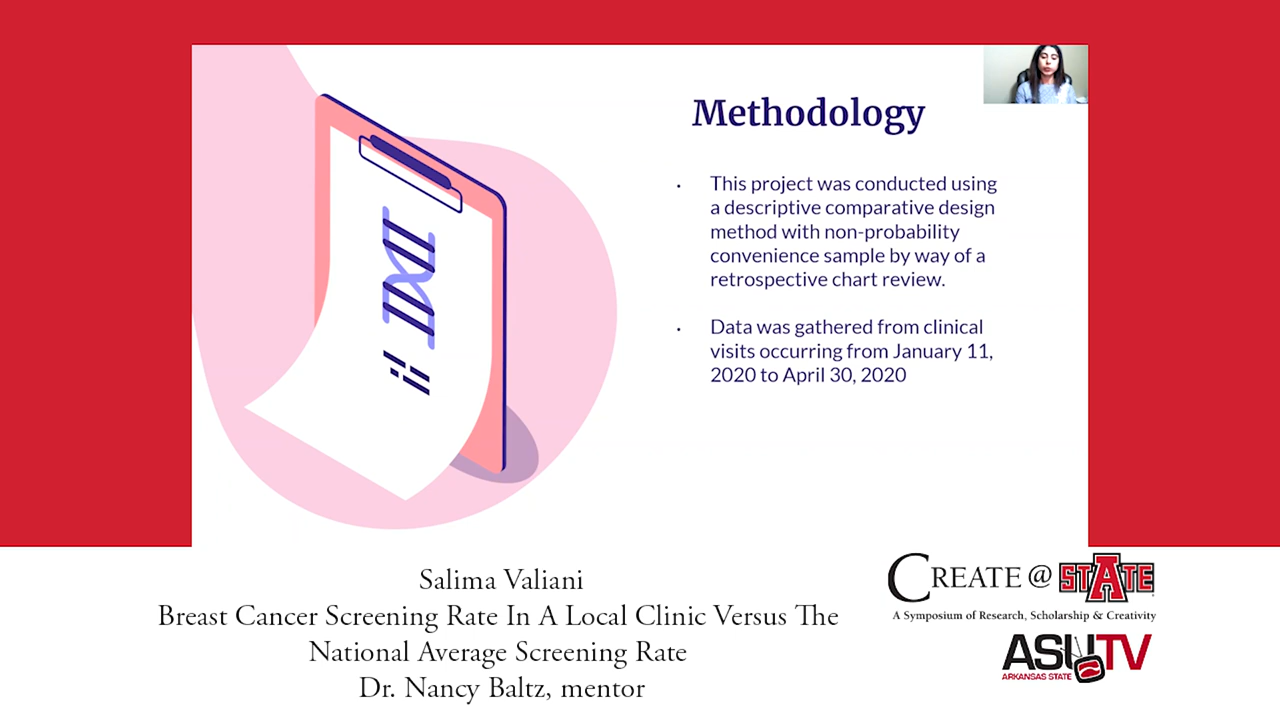 Methodology
· This project was conducted using
a descriptive comparative design
method with non-probability
convenience sample by way of a
retrospective chart review.
· Data was gathered from clinical
visits occurring from January 11,
2020 to April 30, 2020
Salima Valiani
Breast Cancer Screening Rate In A Local Clinic Versus The
National Average Screening Rate
Dr. Nancy Baltz, mentor
CREATE @ STATE
A Symposium of Research, Scholarship & Creativity
ASU TV
ARKANSAS STATE